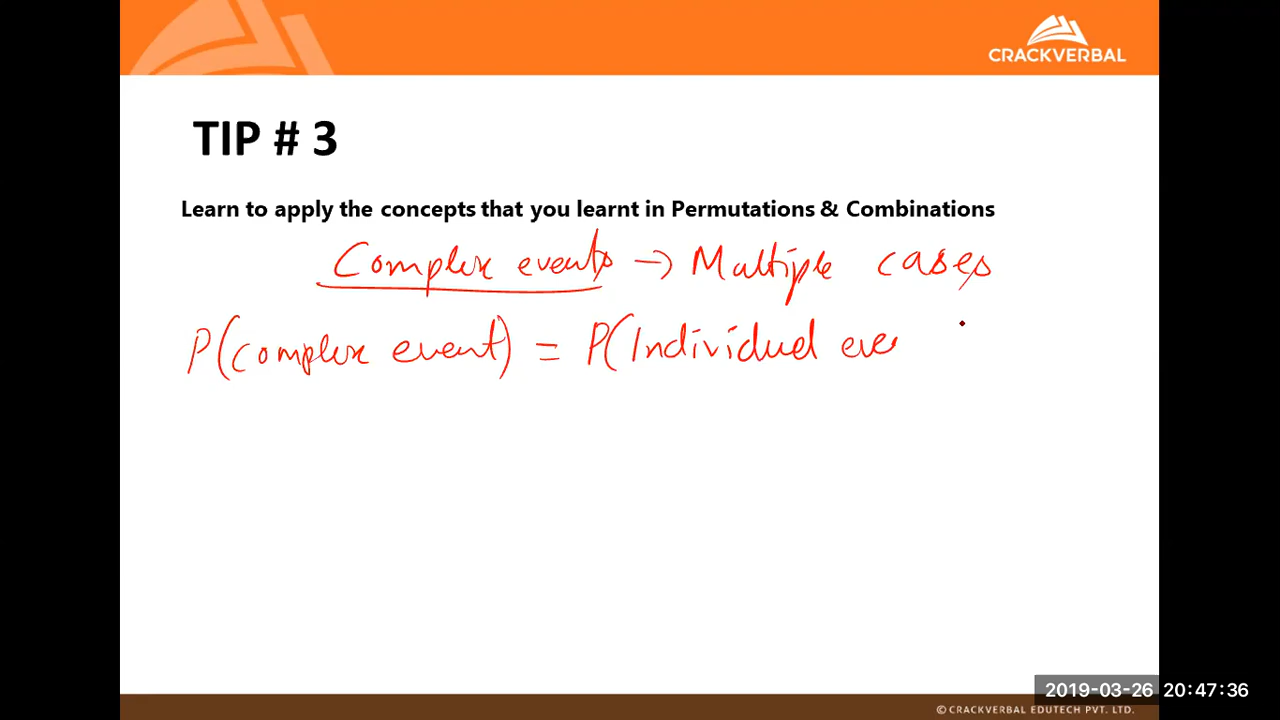 CRACKVERBAL
TIP # 3
Learn to apply the concepts that you learnt in Permutations & Combinations
Complex events → Multiple cases
P(complex event) = P(Individual eve
2019-03-26 20:47:36
© CRACKVERBAL EDUTECH PVT. LTD.